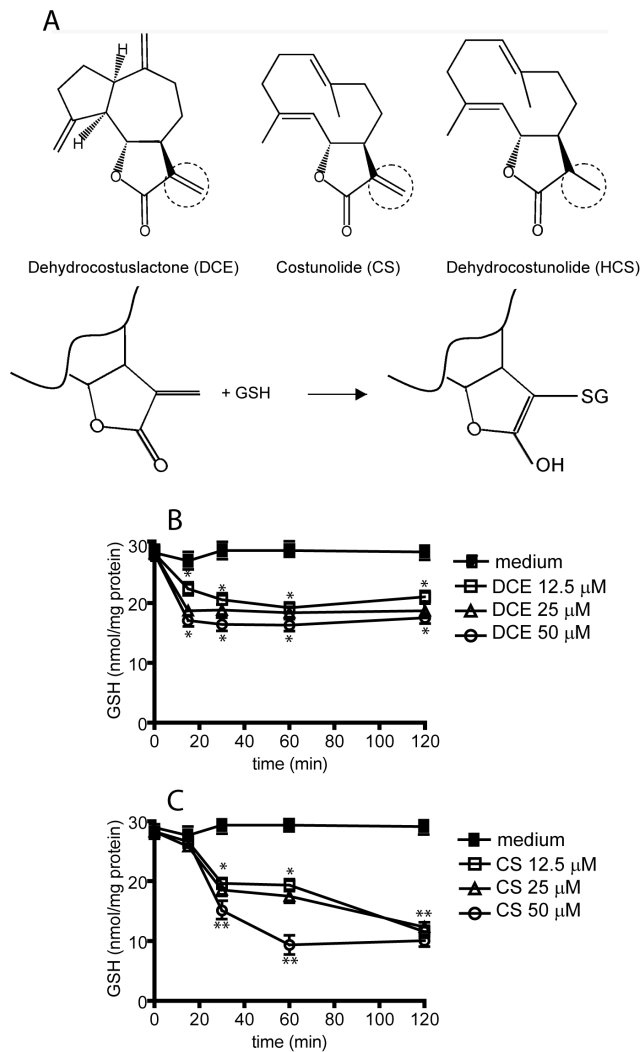 A
H
H
O
O
O
O
O
O
Dehydrocostuslactone (DCE)
Costunolide (CS)
Dehydrocostunolide (HCS)
O
O
+ GSH
O
SG
OH
B
GSH (nmol/mg protein)
30
20
10
0
* * * *
* * * *
0 20 40 60 80 100 120
time (min)
medium
DCE 12.5 µM
DCE 25 µM
DCE 50 µM
C
GSH (nmol/mg protein)
30
20
10
0
* * **
** **
0 20 40 60 80 100 120
time (min)
medium
CS 12.5 µM
CS 25 µM
CS 50 µM